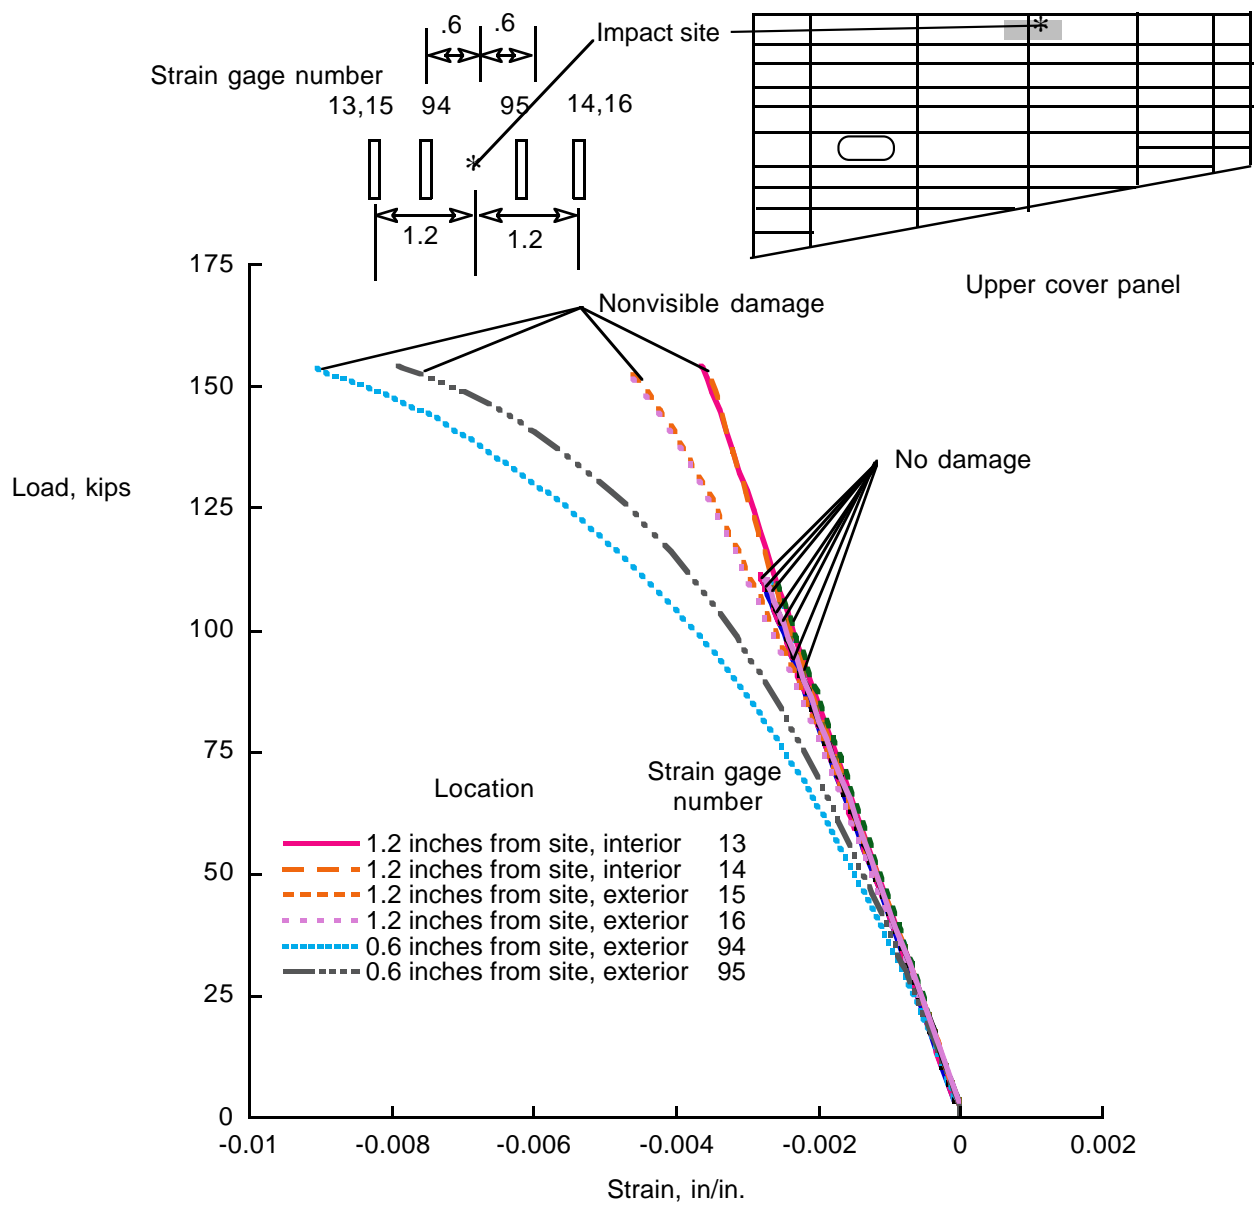 .6 .6
Impact site
Strain gage number
13,15 94 95 14,16
*
*
1.2 1.2
Upper cover panel
175
150
125
100
75
50
25
0
Load, kips
Nonvisible damage
No damage
Location
Strain gage
number
1.2 inches from site, interior 13
1.2 inches from site, interior 14
1.2 inches from site, exterior 15
1.2 inches from site, exterior 16
0.6 inches from site, exterior 94
0.6 inches from site, exterior 95
-0.01 -0.008 -0.006 -0.004 -0.002 0 0.002
Strain, in/in.